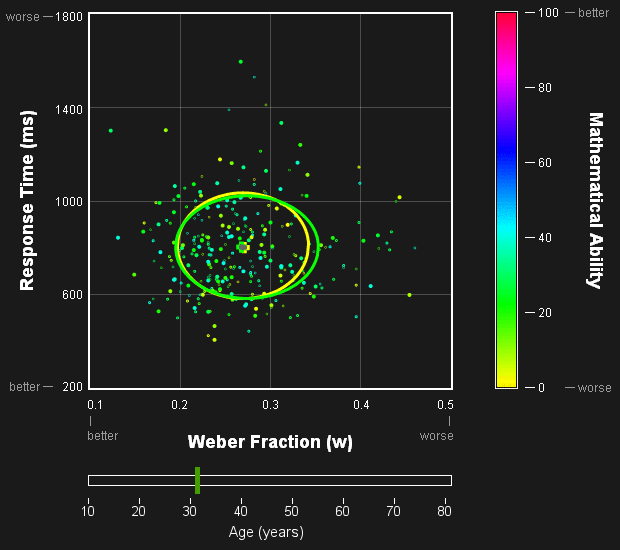 worse 1800 100 better
1400 80
Response Time (ms) Mathematical Ability
60
1000
40
600 20
better 200 0 worse
0.1 0.2 0.3 0.4 0.5
better worse
Weber Fraction (w)
10 20 30 40 50 60 70 80
Age (years)